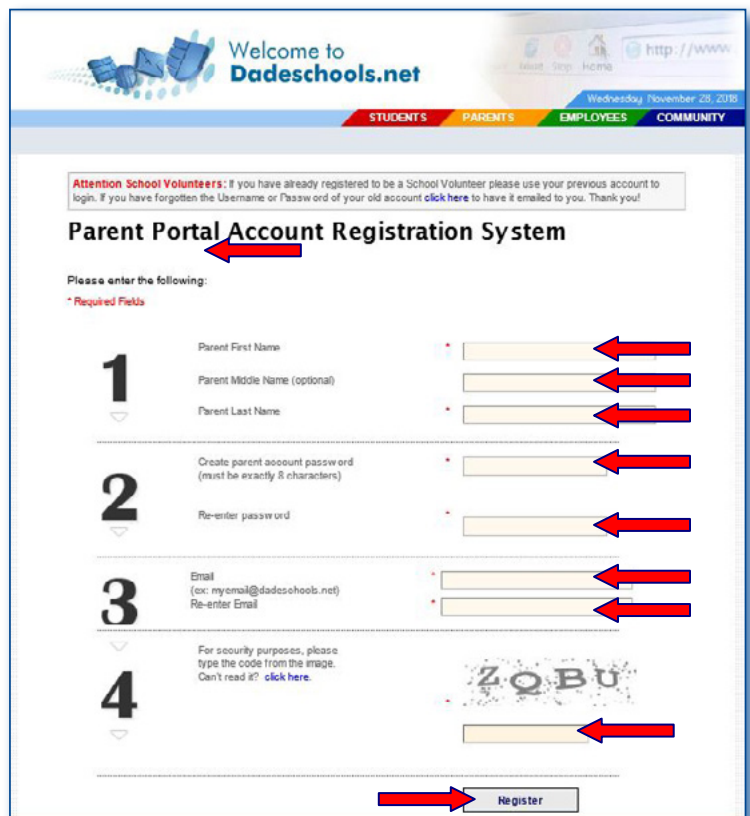 Welcome to
Dadeschools.net
http://www
Home
Wednesday, November 28, 2018
STUDENTS PARENTS EMPLOYEES COMMUNITY
Attention School Volunteers: If you have already registered to be a School Volunteer please use your previous account to
login. If you have forgotten the Username or Password of your old account click here to have it emailed to you. Thank you!
Parent Portal Account Registration System
Please enter the following:
* Required Fields
1
Parent First Name *
Parent Middle Name (optional)
Parent Last Name *
2
Create parent account password *
(must be exactly 8 characters)
Re-enter password *
3
Email *
(ex: myemail@dadeschools.net)
Re-enter Email *
4
For security purposes, please
type the code from the image.
Can't read it? click here.
ZQBU
*
Register